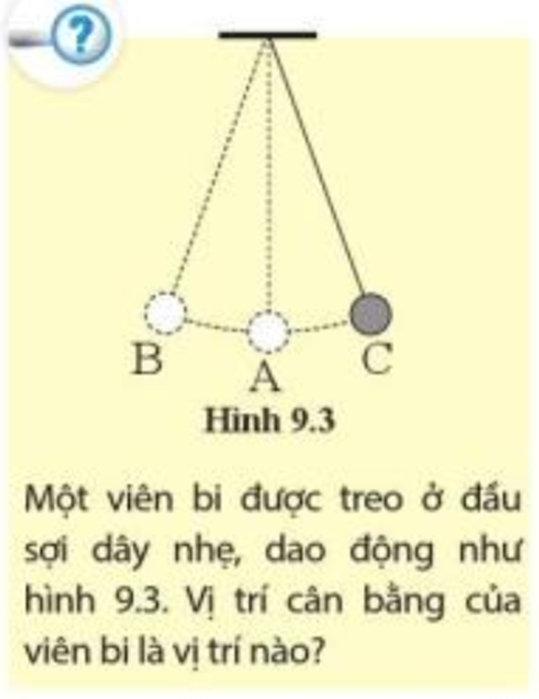 ?
B
A
C
Hình 9.3
Một viên bi được treo ở đầu
sợi dây nhẹ, dao động như
hình 9.3. Vị trí cân bằng của
viên bi là vị trí nào?